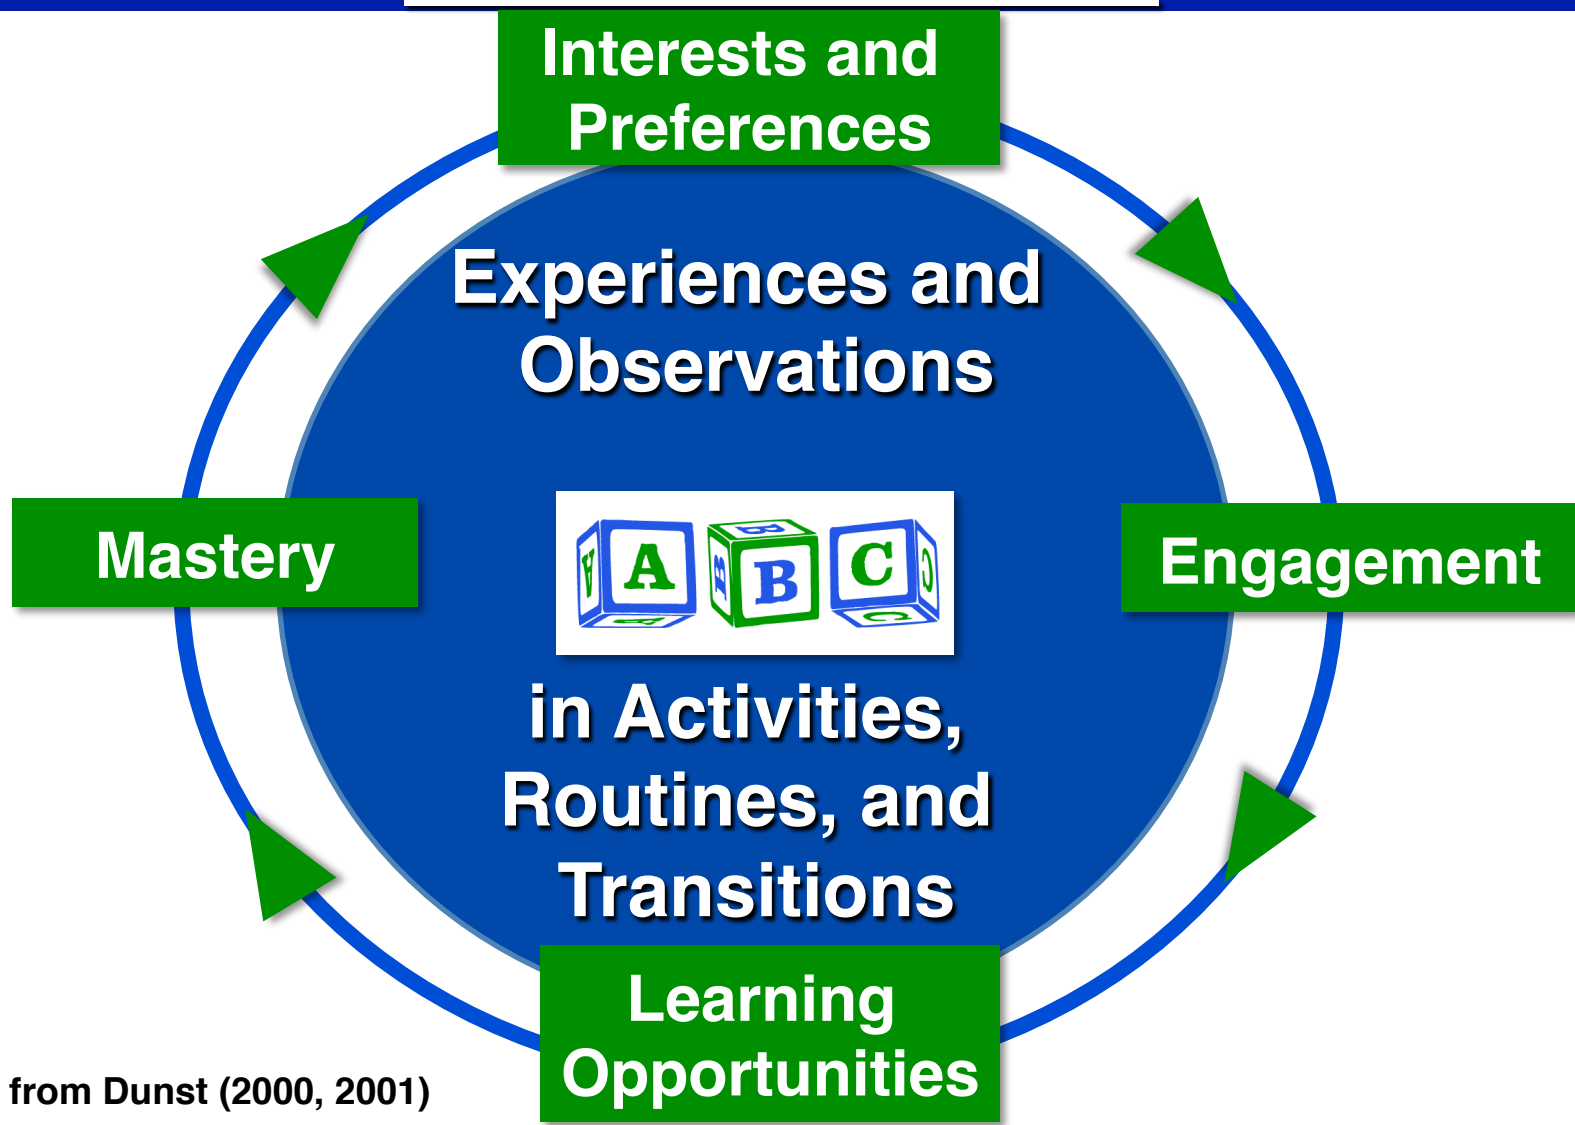 Interests and
Preferences
Experiences and
Observations
Mastery
A B C
A B B C
A B C
Engagement
in Activities,
Routines, and
Transitions
Learning
Opportunities
from Dunst (2000, 2001)